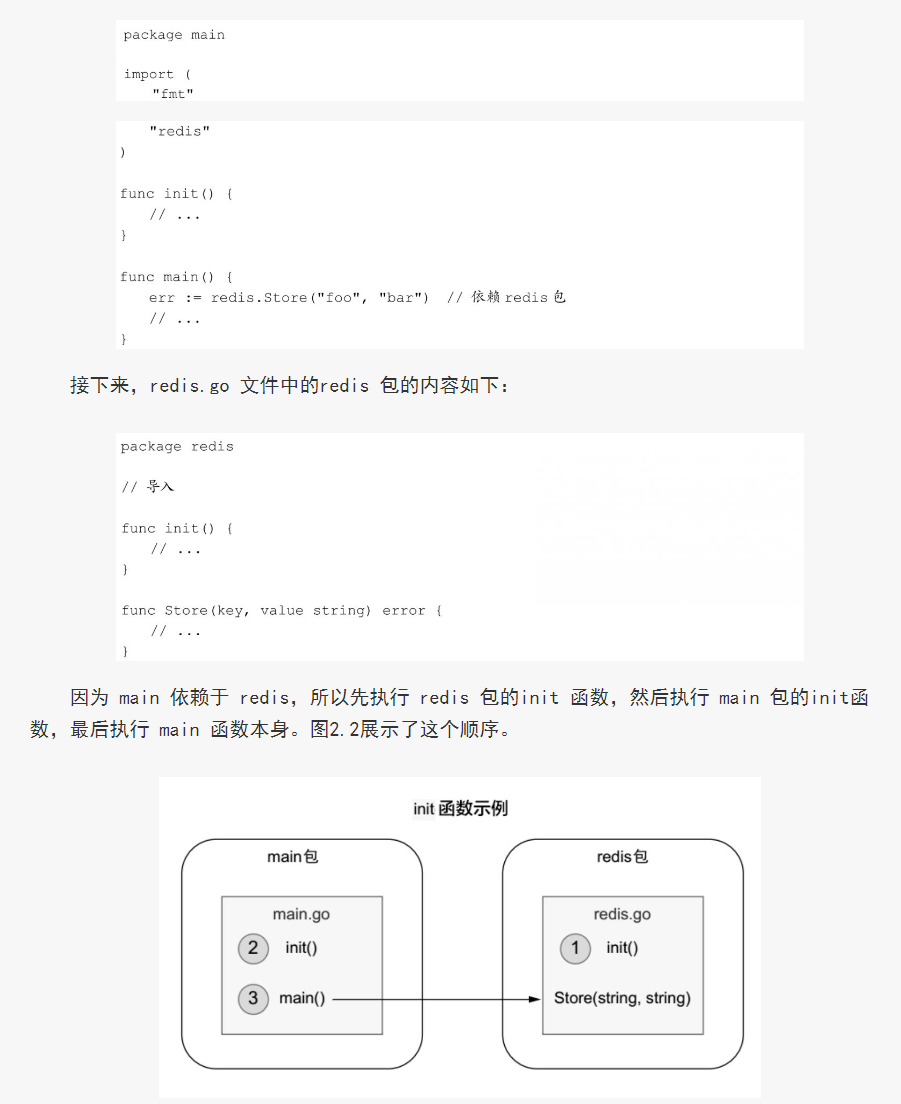 package main
import (
"fmt"
"redis"
)
func init() {
// ...
}
func main() {
err := redis.Store("foo", "bar") // 依赖 redis 包
// ...
}
接下来，redis.go 文件中的redis 包的内容如下：
package redis
// 导入
func init() {
// ...
}
func Store(key, value string) error {
// ...
}
因为 main 依赖于 redis，所以先执行 redis 包的init 函数，然后执行 main 包的init函
数，最后执行 main 函数本身。图2.2展示了这个顺序。
init 函数示例
main包
redis包
main.go
redis.go
2 init()
1 init()
3 main()
Store(string, string)